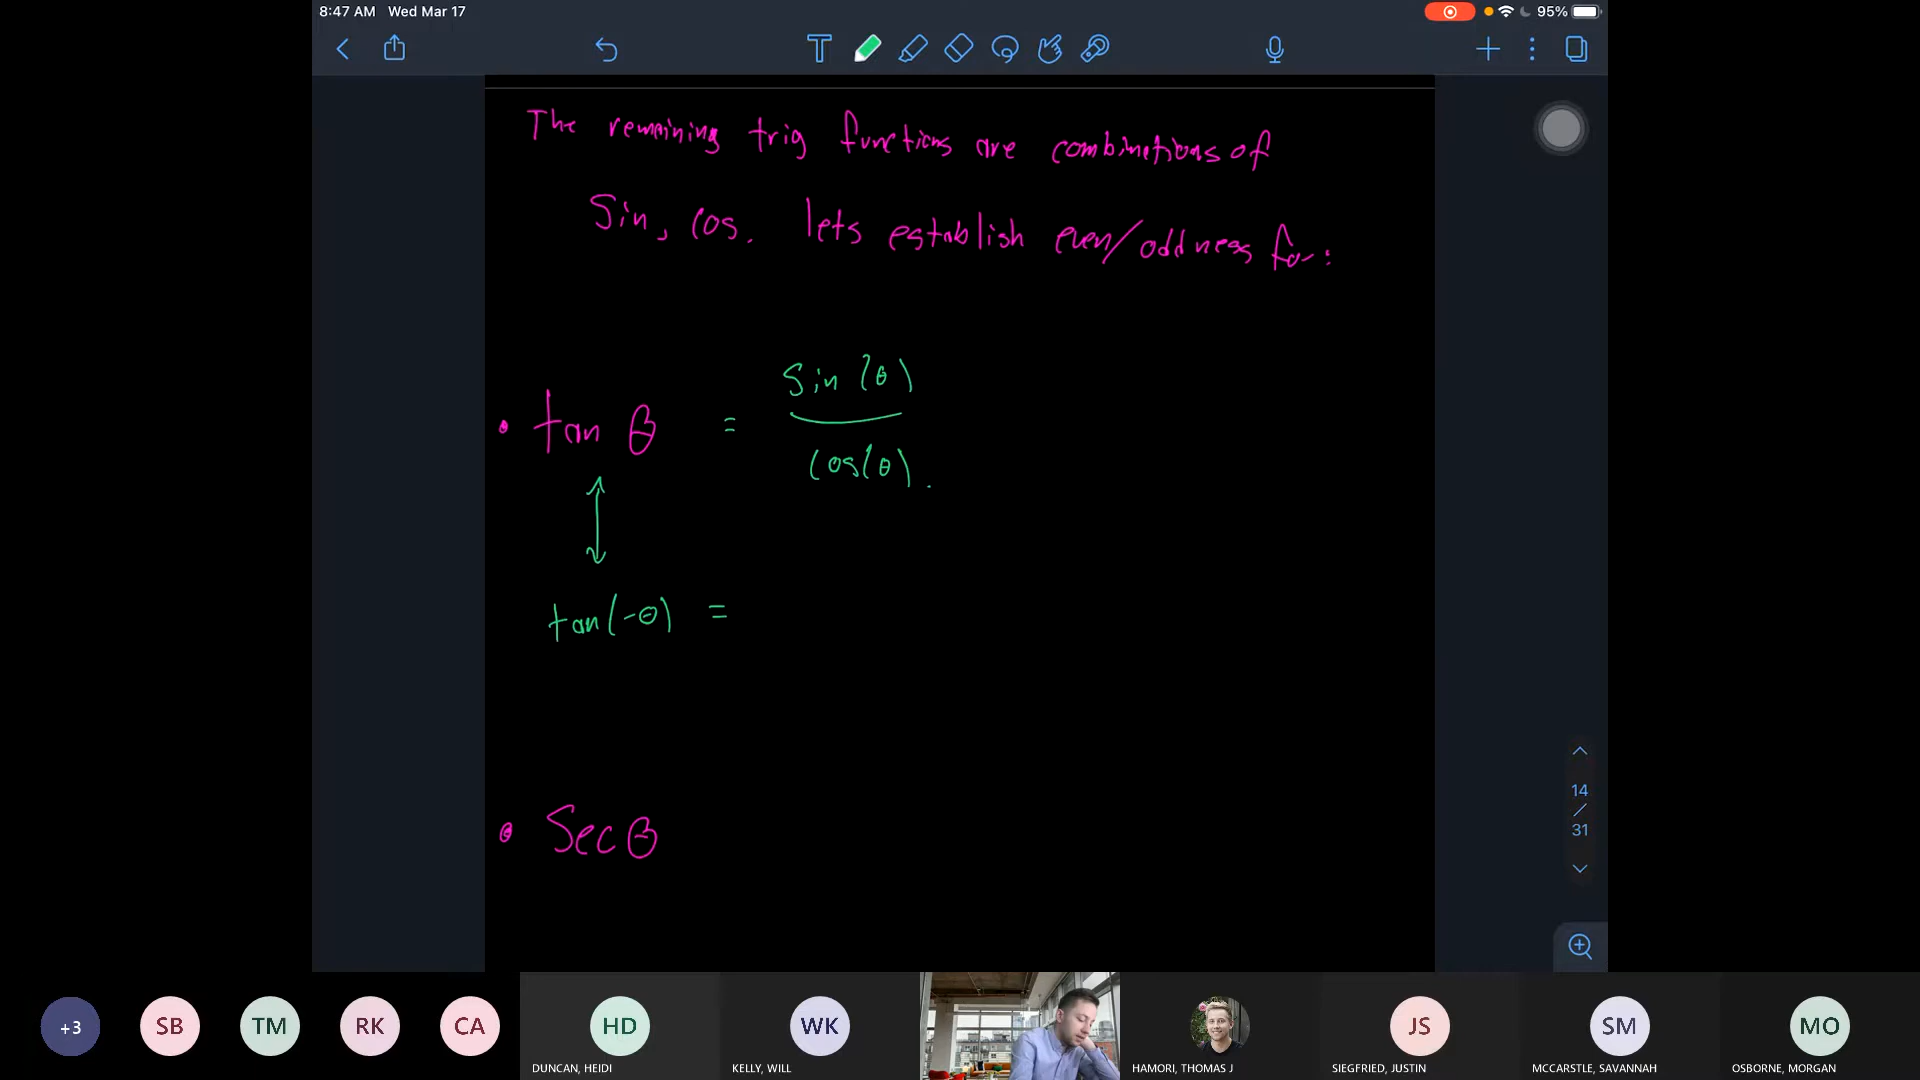 8:47 AM Wed Mar 17
95%
The remaining trig functions are combinations of
Sin, cos. lets establish even/oddness for:
• tan θ = sin(θ)
cos(θ).
tan(-θ) =
• Sec θ
14
/
31
+3
SB
TM
RK
CA
HD
WK
JS
SM
MO
DUNCAN, HEIDI
KELLY, WILL
HAMORI, THOMAS J
SIEGFRIED, JUSTIN
MCCARSTLE, SAVANNAH
OSBORNE, MORGAN